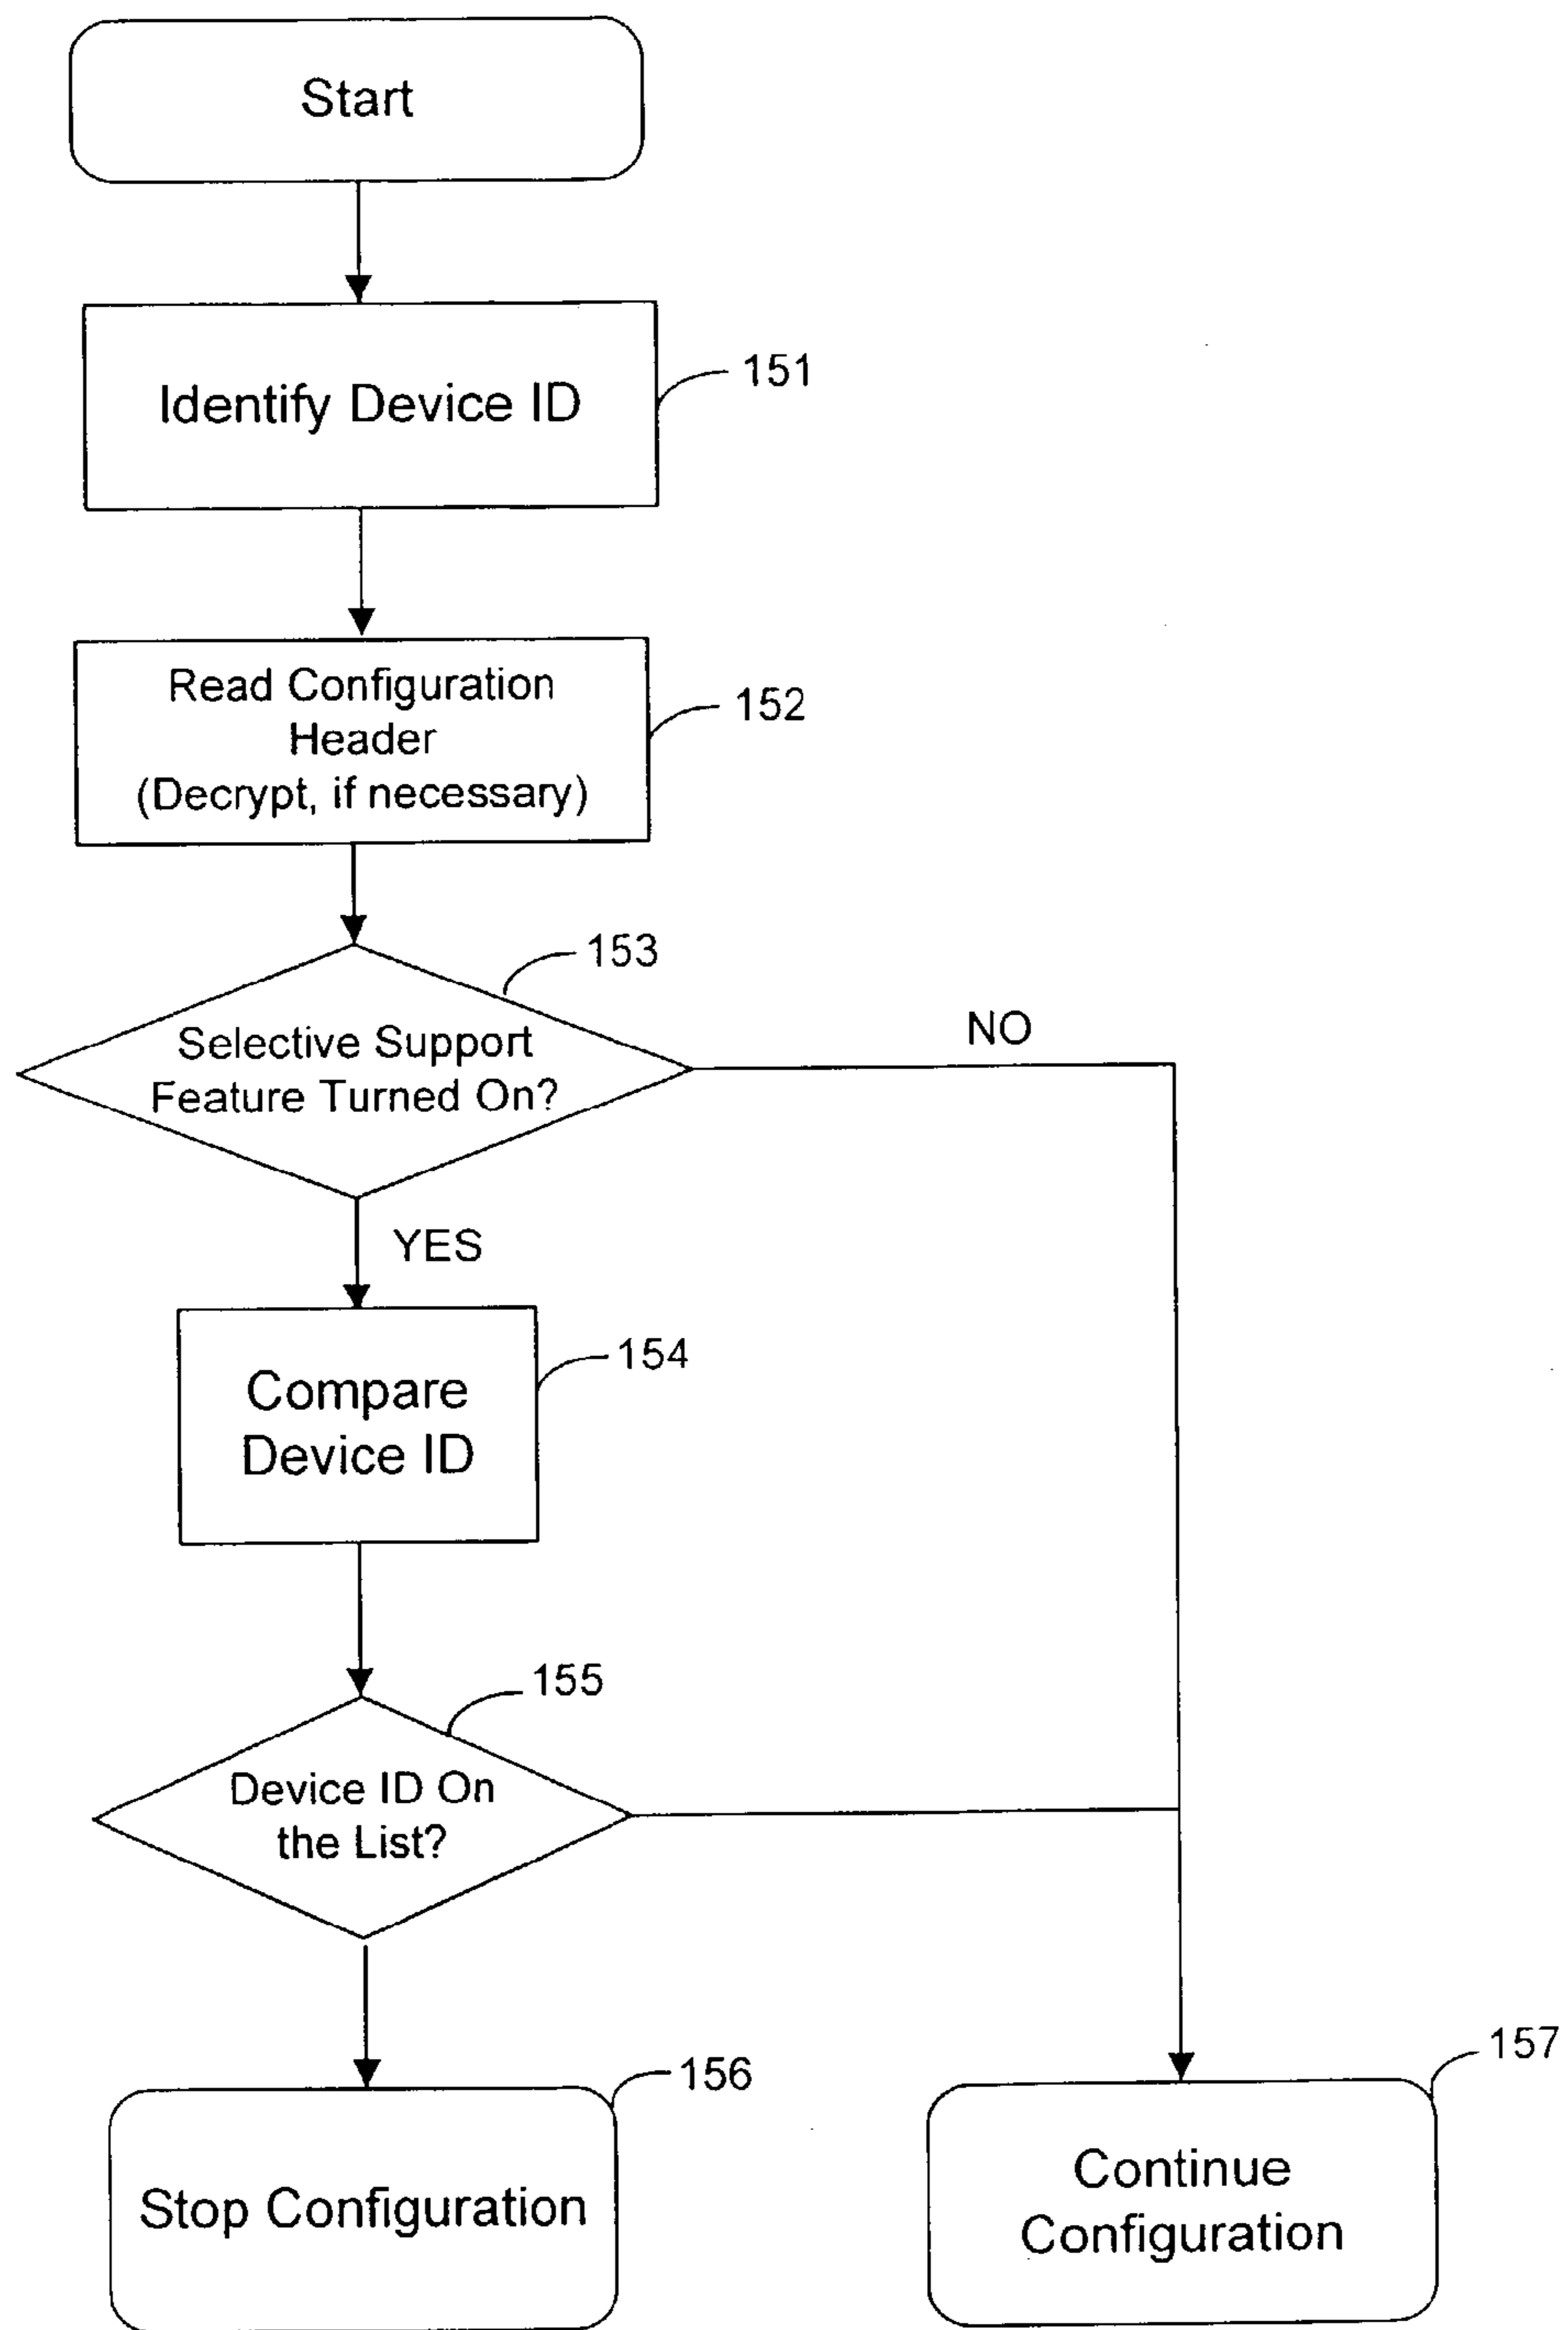 Start
Identify Device ID
151
Read Configuration
Header
(Decrypt, if necessary)
152
153
Selective Support
Feature Turned On?
NO
YES
154
Compare
Device ID
155
Device ID On
the List?
156
Stop Configuration
157
Continue
Configuration